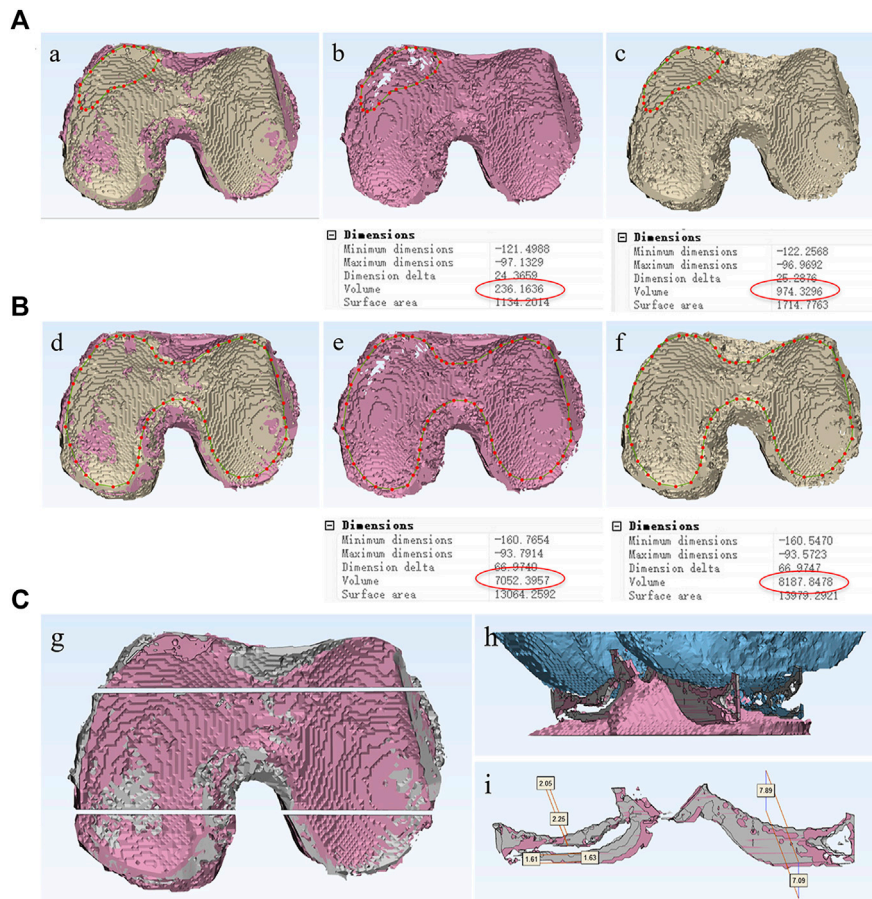 A
a
b
c
Dimensions
Minimum dimensions -121.4988
Maximum dimensions -97.1329
Dimension delta 24.3659
Volume 236.1636
Surface area 1134.2014
Dimensions
Minimum dimensions -122.2568
Maximum dimensions -96.9692
Dimension delta 25.2876
Volume 974.3296
Surface area 1714.7763
B
d
e
f
Dimensions
Minimum dimensions -160.7654
Maximum dimensions -93.7914
Dimension delta 66.9740
Volume 7052.3957
Surface area 13064.2592
Dimensions
Minimum dimensions -160.5470
Maximum dimensions -93.5723
Dimension delta 66.9747
Volume 8187.8478
Surface area 13979.2921
C
g
h
i
2.05
7.89
2.25
1.61
1.63
7.09